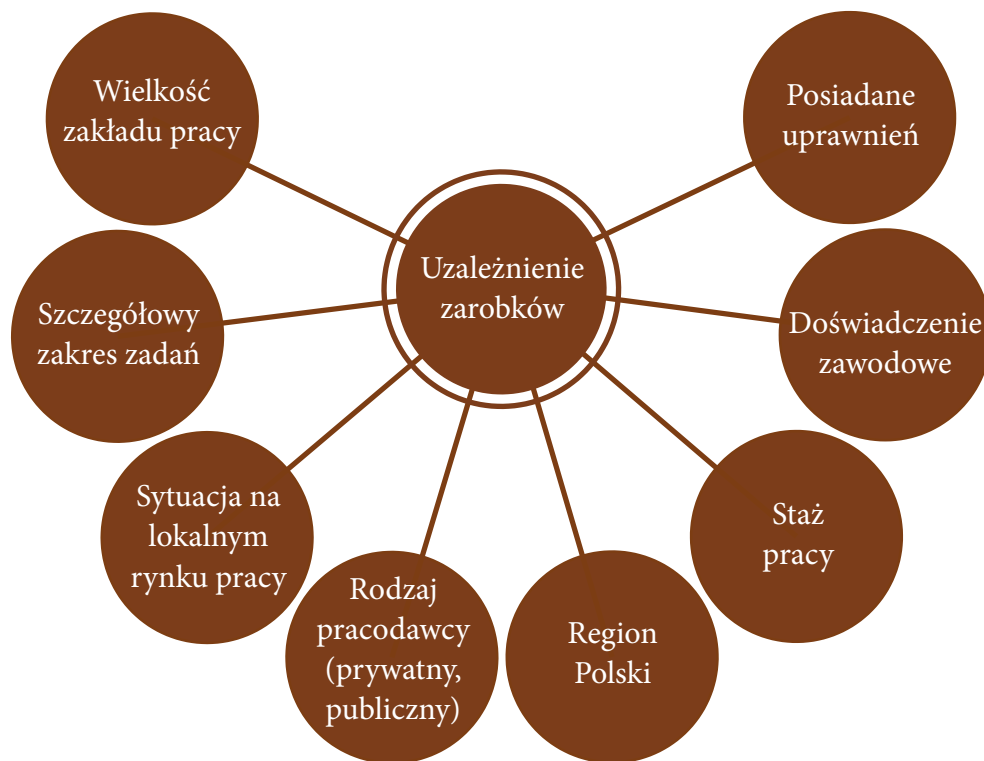 Wielkość
zakładu pracy
Posiadane
uprawnień
Uzależnienie
zarobków
Szczegółowy
zakres zadań
Doświadczenie
zawodowe
Sytuacja na
lokalnym
rynku pracy
Staż
pracy
Rodzaj
pracodawcy
(prywatny,
publiczny)
Region
Polski